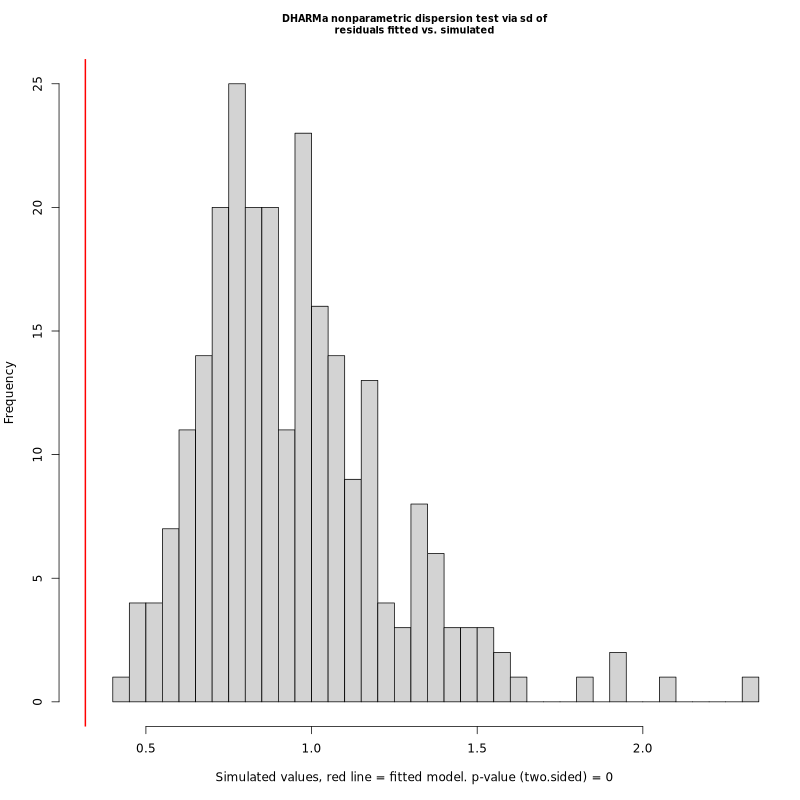 DHARMa nonparametric dispersion test via sd of
residuals fitted vs. simulated
Frequency
25
20
15
10
5
0
0.5 1.0 1.5 2.0
Simulated values, red line = fitted model. p-value (two.sided) = 0